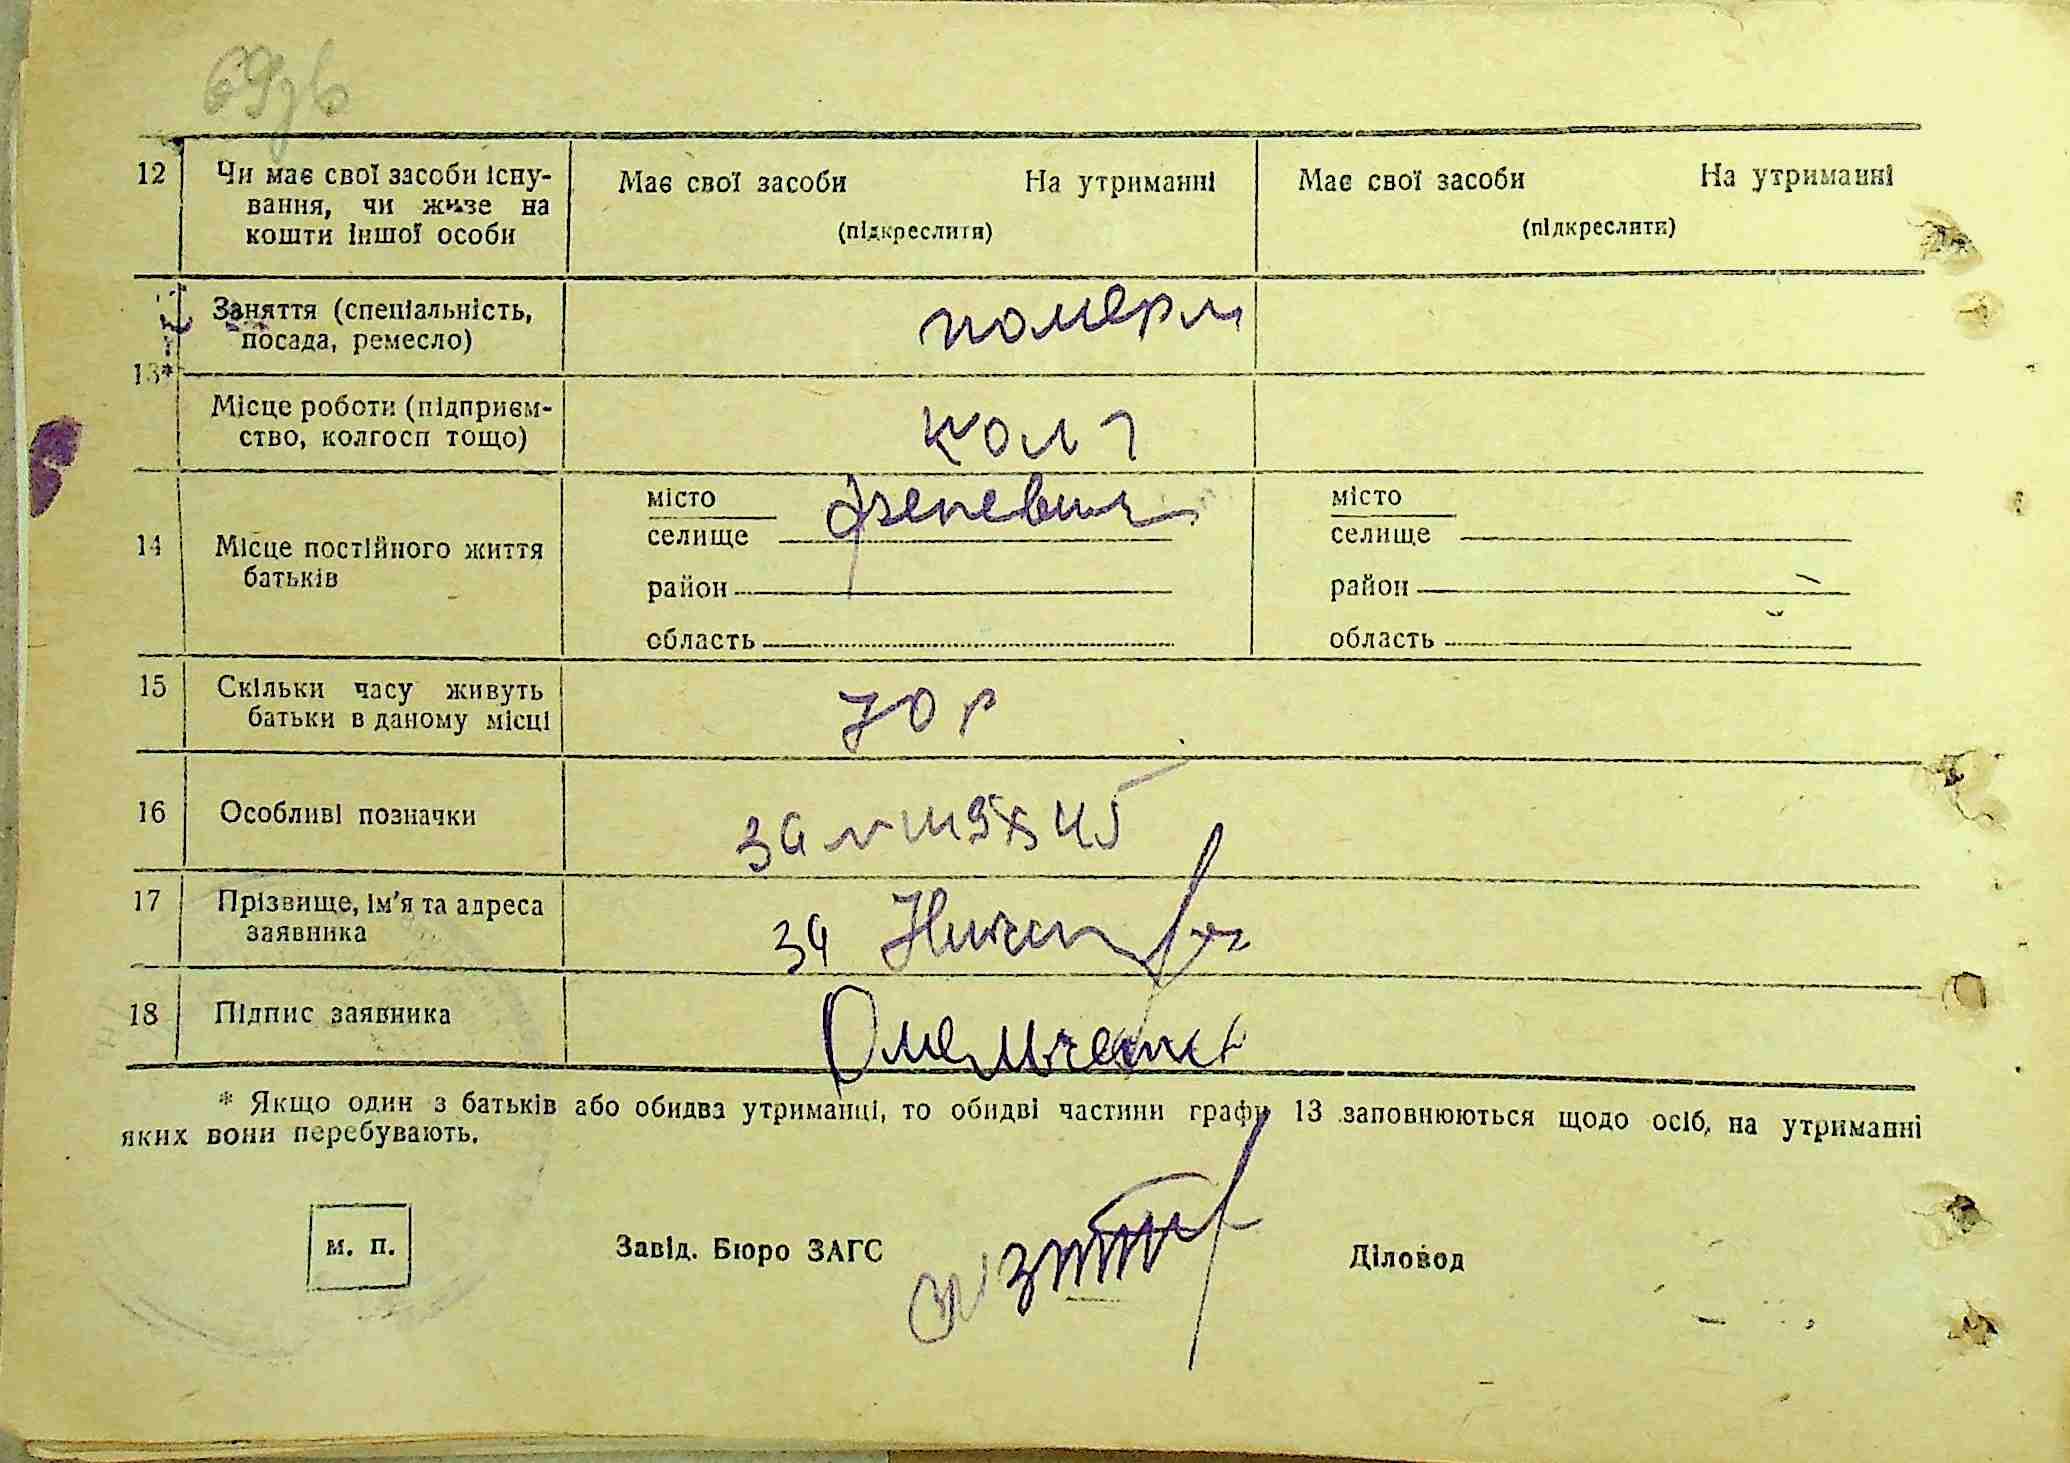 12 Чи має свої засоби існу-
вання, чи живе на
кошти іншої особи
Має свої засоби На утриманні
(підкреслити)
Має свої засоби На утриманні
(підкреслити)
13*
Заняття (спеціальність,
посада, ремесло)
померли
Місце роботи (підприєм-
ство, колгосп тощо)
14 Місце постійного життя
батьків
місто
селище
район
область
місто
селище
район
область
15 Скільки часу живуть
батьки в даному місці
70 р
16 Особливі позначки
17 Прізвище, ім'я та адреса
заявника
за
18 Підпис заявника
Омельченко
* Якщо один з батьків або обидва утриманці, то обидві частини графи 13 заповнюються щодо осіб, на утриманні
яких вони перебувають.
м. п.
Завід. Бюро ЗАГС
Діловод